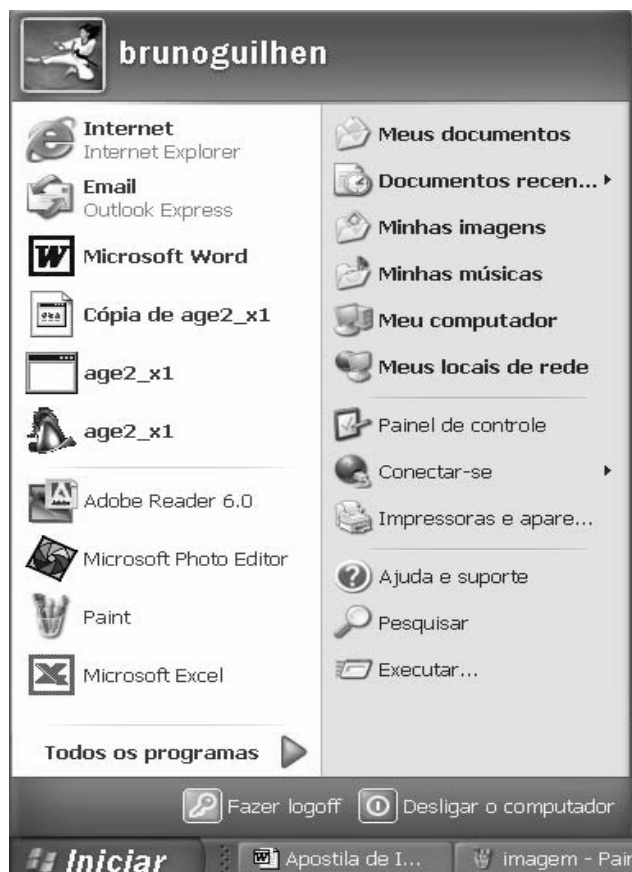 brunoguilhen
Internet
Internet Explorer
Email
Outlook Express
Microsoft Word
Cópia de age2_x1
age2_x1
age2_x1
Adobe Reader 6.0
Microsoft Photo Editor
Paint
Microsoft Excel
Todos os programas
Meus documentos
Documentos recen...
Minhas imagens
Minhas músicas
Meu computador
Meus locais de rede
Painel de controle
Conectar-se
Impressoras e apare...
Ajuda e suporte
Pesquisar
Executar...
Fazer logoff Desligar o computador
Iniciar Apostila de I... imagem - Pain